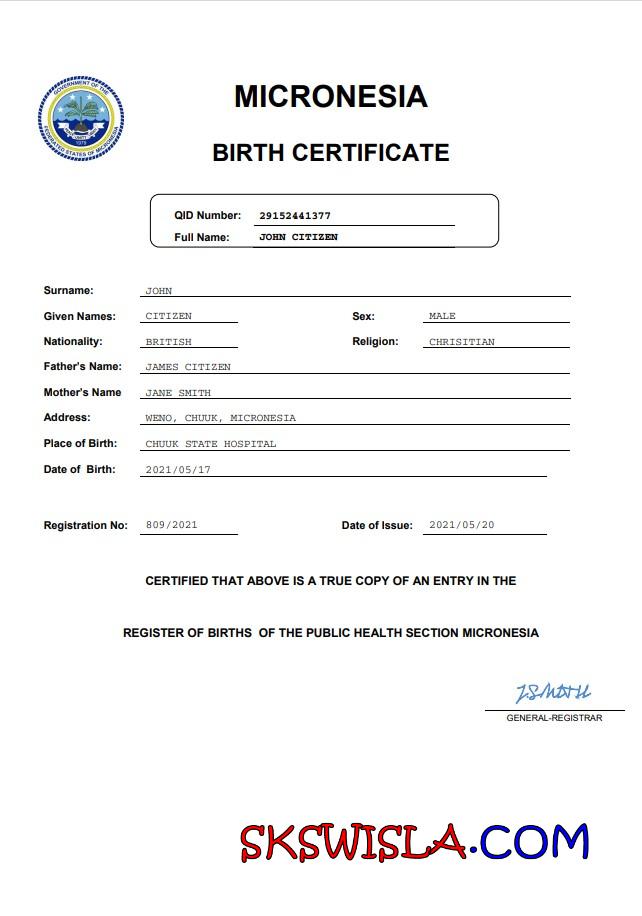 GOVERNMENT OF THE
FEDERATED STATES OF MICRONESIA
UNITY
1979
MICRONESIA
BIRTH CERTIFICATE
QID Number: 29152441377
Full Name: JOHN CITIZEN
Surname: JOHN
Given Names: CITIZEN Sex: MALE
Nationality: BRITISH Religion: CHRISITIAN
Father's Name: JAMES CITIZEN
Mother's Name JANE SMITH
Address: WENO, CHUUK, MICRONESIA
Place of Birth: CHUUK STATE HOSPITAL
Date of Birth: 2021/05/17
Registration No: 809/2021 Date of Issue: 2021/05/20
CERTIFIED THAT ABOVE IS A TRUE COPY OF AN ENTRY IN THE
REGISTER OF BIRTHS OF THE PUBLIC HEALTH SECTION MICRONESIA
J.SMITH
GENERAL-REGISTRAR
SKSWISLA.COM